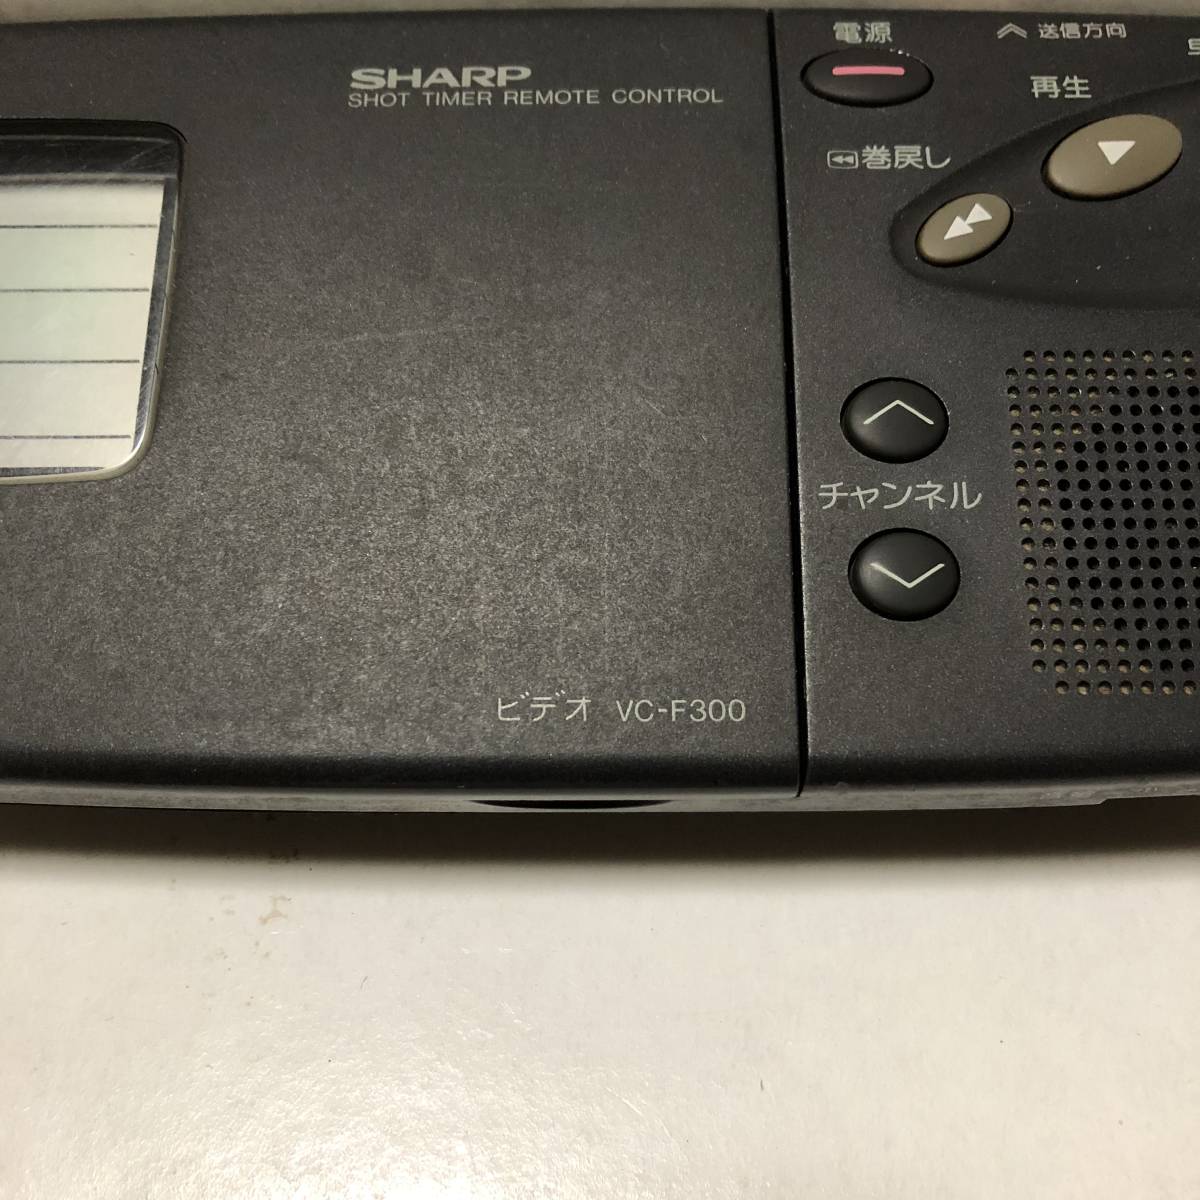 SHARP
SHOT TIMER REMOTE CONTROL
電源
送信方向
再生
巻戻し
チャンネル
ビデオ VC-F300